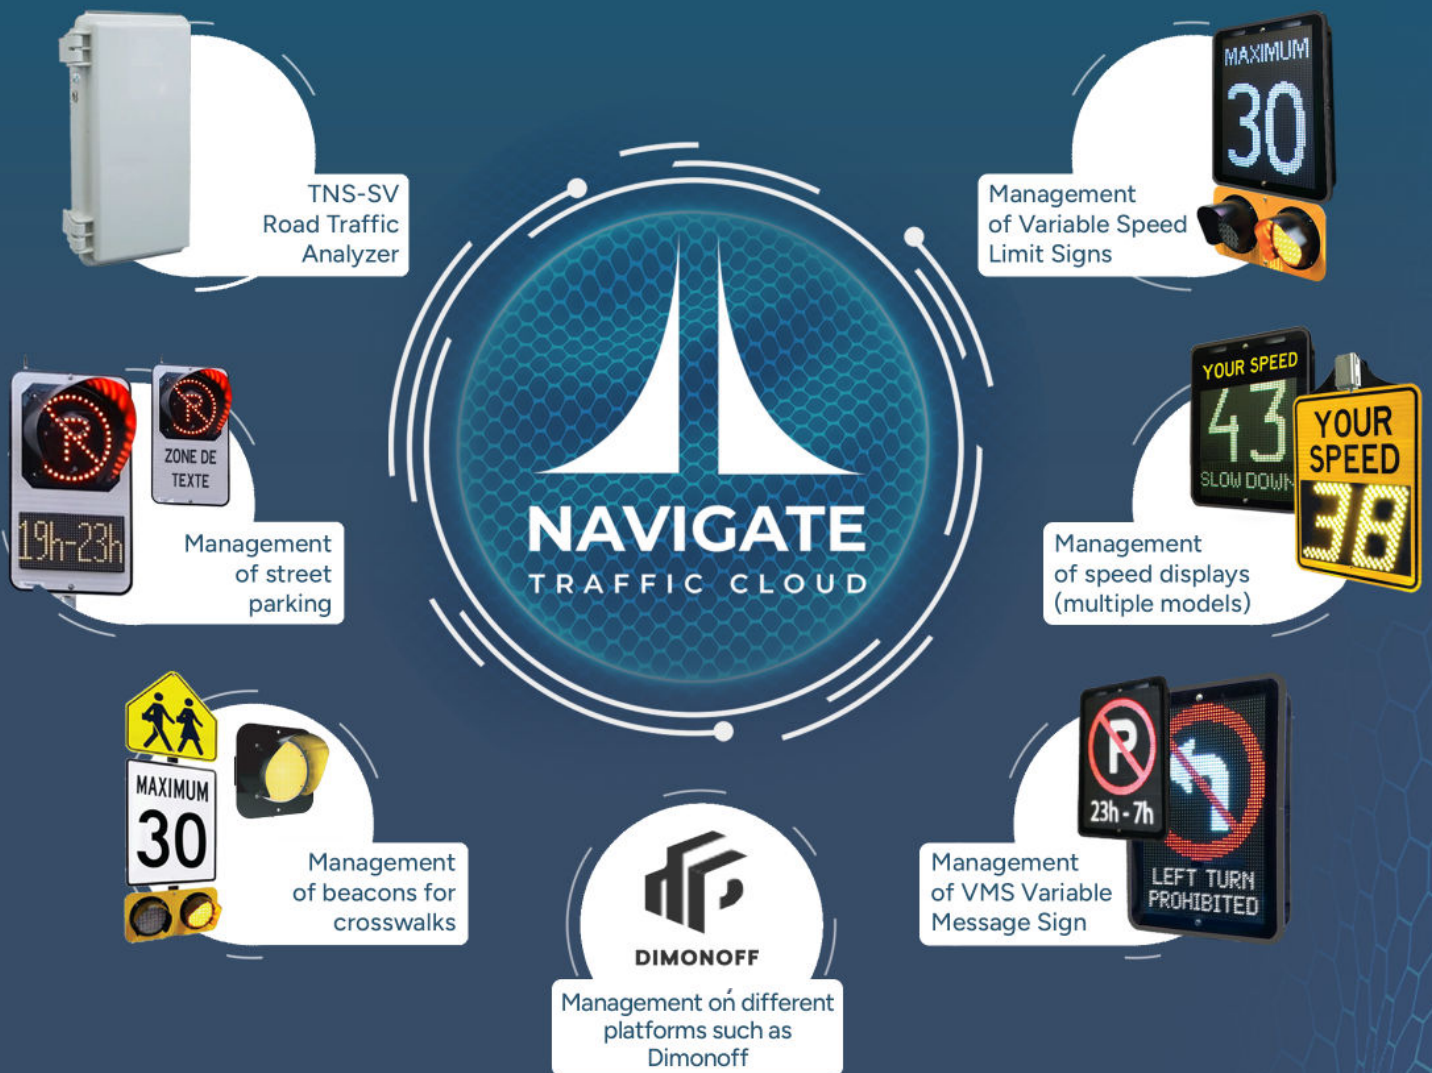 TNS-SV
Road Traffic
Analyzer
MAXIMUM
30
Management
of Variable Speed
Limit Signs
NAVIGATE
TRAFFIC CLOUD
R
19h-23h
R
ZONE DE
TEXTE
Management
of street
parking
YOUR SPEED
43
SLOW DOWN
YOUR
SPEED
38
Management
of speed displays
(multiple models)
MAXIMUM
30
Management
of beacons for
crosswalks
DIMONOFF
Management on different
platforms such as
Dimonoff
P
23h - 7h
LEFT TURN
PROHIBITED
Management
of VMS Variable
Message Sign